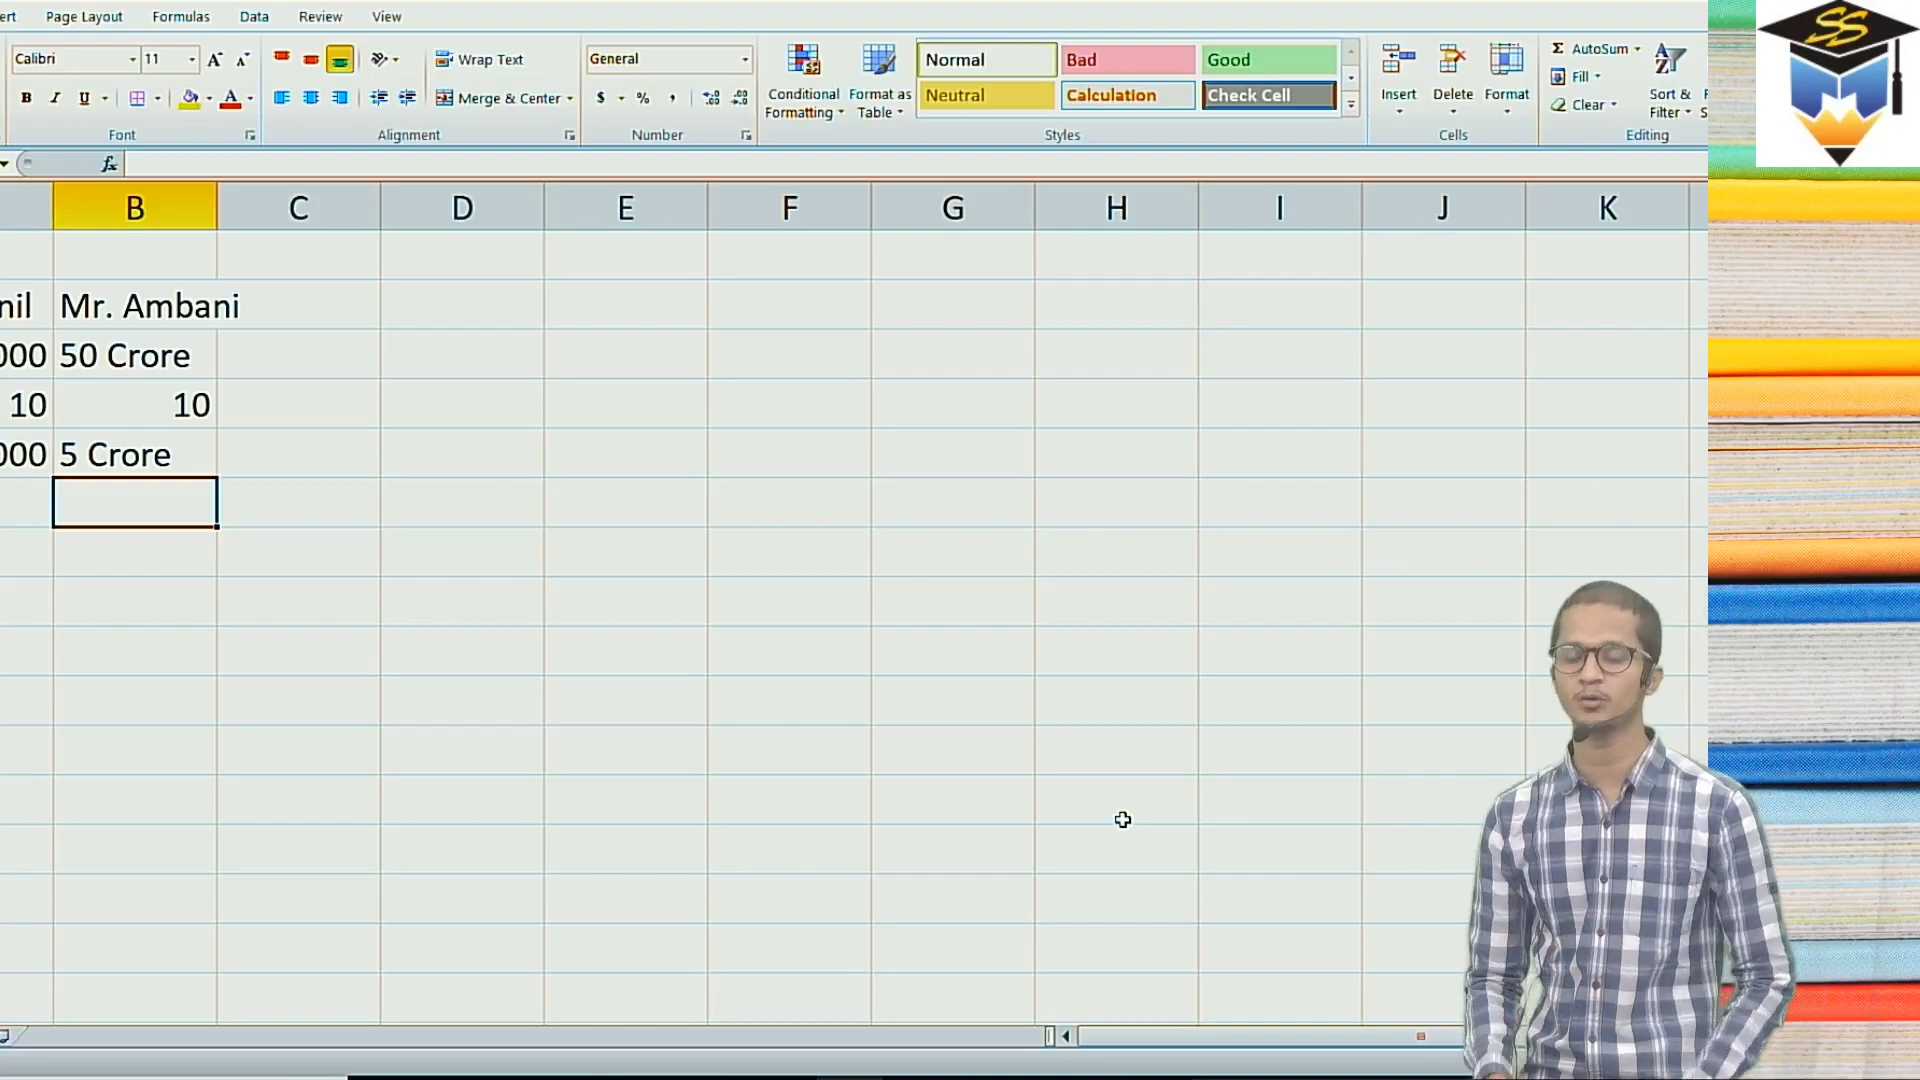 ert Page Layout Formulas Data Review View
Calibri 11 A A Wrap Text General Normal Bad Good AutoSum
Conditional Formatting Format as Table Neutral Calculation Check Cell Insert Delete Format Fill Sort & Filter
B I U A Merge & Center $ % , Clear
Font Alignment Number Styles Cells Editing
fx
B C D E F G H I J K
nil Mr. Ambani
000 50 Crore
10 10
000 5 Crore
SS